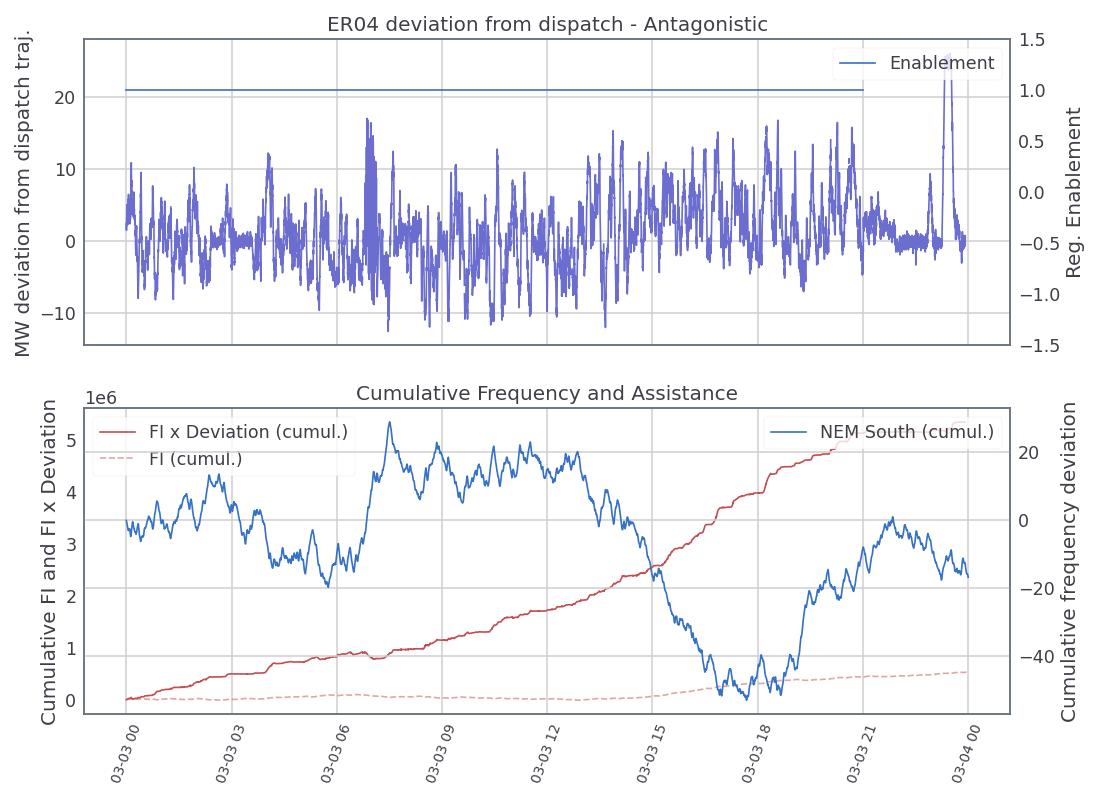 ER04 deviation from dispatch - Antagonistic
MW deviation from dispatch traj.
20
10
0
−10
Enablement
1.5
1.0
0.5
0.0
−0.5
−1.0
−1.5
Reg. Enablement
Cumulative Frequency and Assistance
1e6
Cumulative FI and FI x Deviation
5
4
3
2
1
0
FI x Deviation (cumul.)
FI (cumul.)
NEM South (cumul.)
20
0
−20
−40
Cumulative frequency deviation
03-03 00
03-03 03
03-03 06
03-03 09
03-03 12
03-03 15
03-03 18
03-03 21
03-04 00